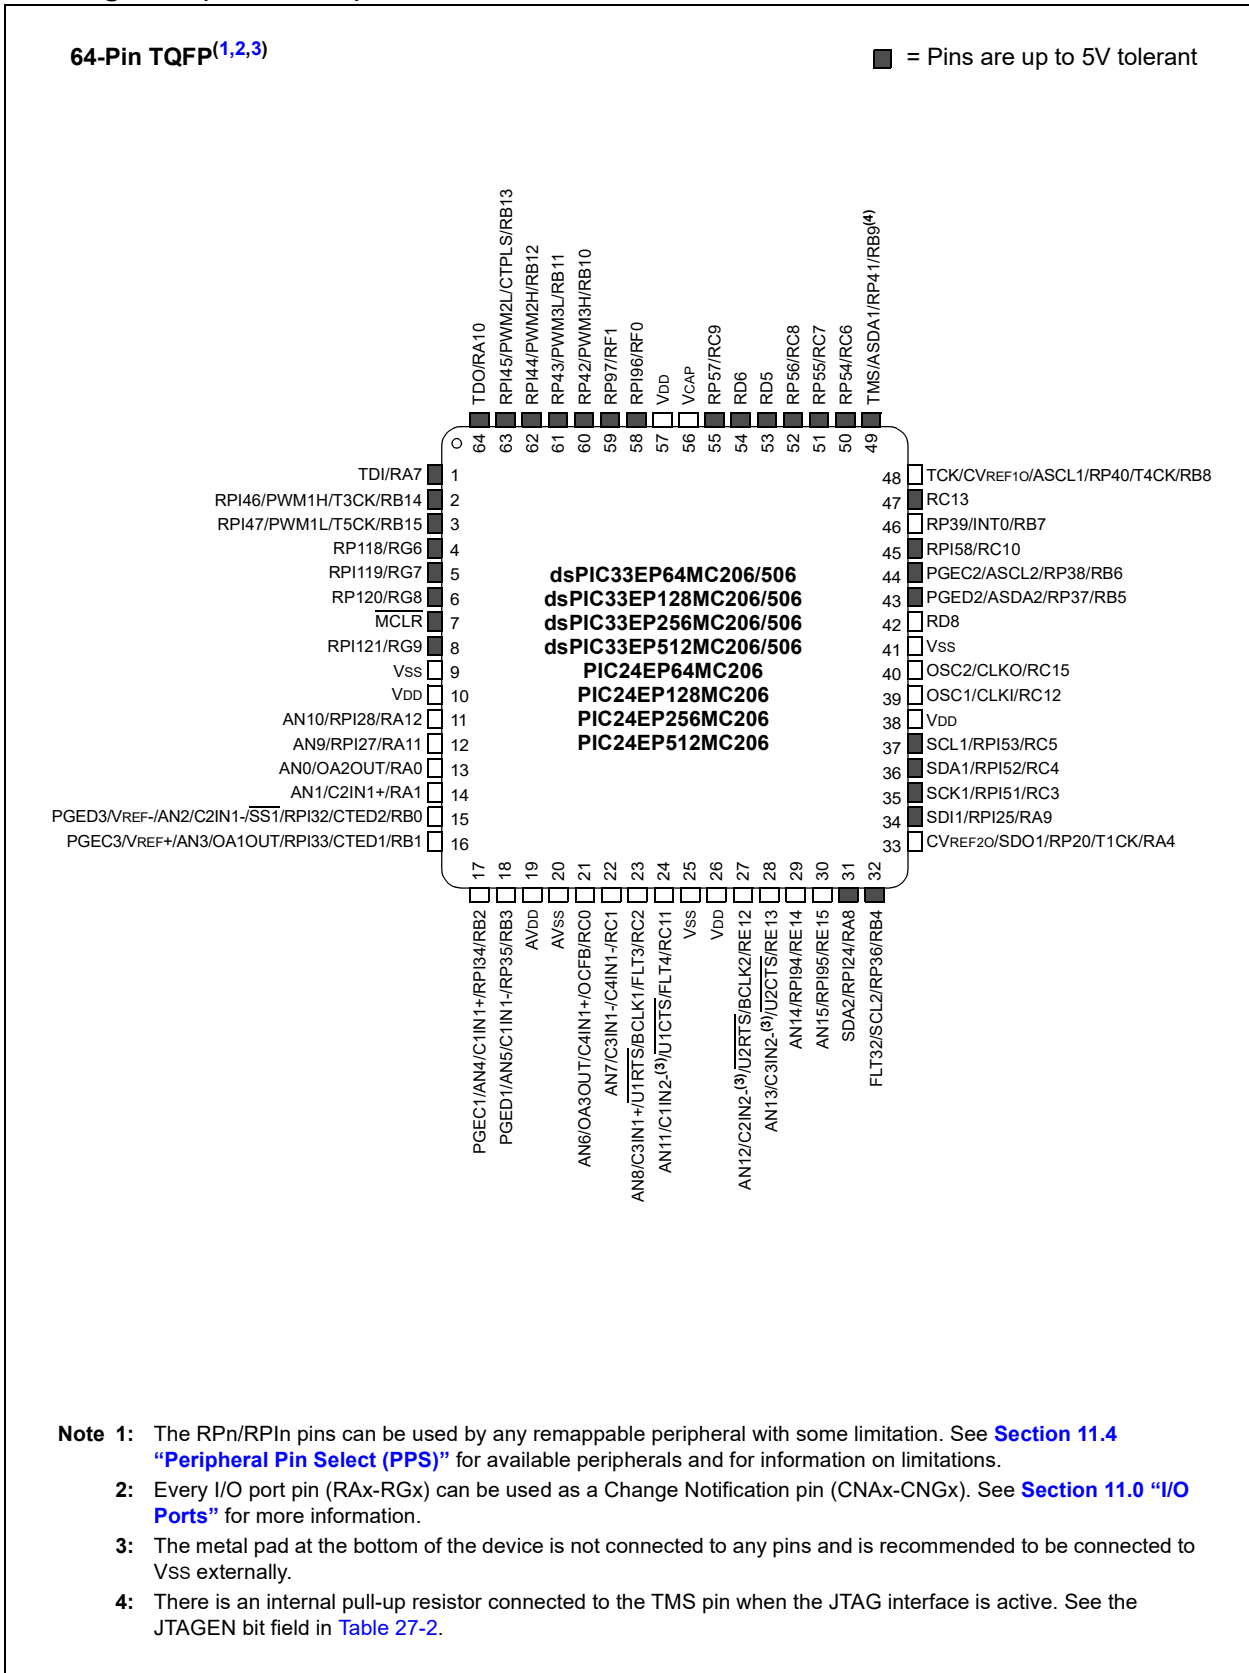 64-Pin TQFP(1,2,3)
= Pins are up to 5V tolerant
TDO/RA10
RPI45/PWM2L/CTPLS/RB13
RPI44/PWM2H/RB12
RP43/PWM3L/RB11
RP42/PWM3H/RB10
RP97/RF1
RPI96/RF0
VDD
VCAP
RP57/RC9
RD6
RD5
RP56/RC8
RP55/RC7
RP54/RC6
TMS/ASDA1/RP41/RB9(4)
64
63
62
61
60
59
58
57
56
55
54
53
52
51
50
49
TDI/RA7 1
RPI46/PWM1H/T3CK/RB14 2
RPI47/PWM1L/T5CK/RB15 3
RP118/RG6 4
RPI119/RG7 5
RP120/RG8 6
MCLR 7
RPI121/RG9 8
VSS 9
VDD 10
AN10/RPI28/RA12 11
AN9/RPI27/RA11 12
AN0/OA2OUT/RA0 13
AN1/C2IN1+/RA1 14
PGED3/VREF-/AN2/C2IN1-/SS1/RPI32/CTED2/RB0 15
PGEC3/VREF+/AN3/OA1OUT/RPI33/CTED1/RB1 16
dsPIC33EP64MC206/506
dsPIC33EP128MC206/506
dsPIC33EP256MC206/506
dsPIC33EP512MC206/506
PIC24EP64MC206
PIC24EP128MC206
PIC24EP256MC206
PIC24EP512MC206
48 TCK/CVREF1O/ASCL1/RP40/T4CK/RB8
47 RC13
46 RP39/INT0/RB7
45 RPI58/RC10
44 PGEC2/ASCL2/RP38/RB6
43 PGED2/ASDA2/RP37/RB5
42 RD8
41 VSS
40 OSC2/CLKO/RC15
39 OSC1/CLKI/RC12
38 VDD
37 SCL1/RPI53/RC5
36 SDA1/RPI52/RC4
35 SCK1/RPI51/RC3
34 SDI1/RPI25/RA9
33 CVREF2O/SDO1/RP20/T1CK/RA4
17
18
19
20
21
22
23
24
25
26
27
28
29
30
31
32
PGEC1/AN4/C1IN1+/RPI34/RB2
PGED1/AN5/C1IN1-/RP35/RB3
AVDD
AVSS
AN6/OA3OUT/C4IN1+/OCFB/RC0
AN7/C3IN1-/C4IN1-/RC1
AN8/C3IN1+/U1RTS/BCLK1/FLT3/RC2
AN11/C1IN2-(3)/U1CTS/FLT4/RC11
VSS
VDD
AN12/C2IN2-(3)/U2RTS/BCLK2/RE12
AN13/C3IN2-(3)/U2CTS/RE13
AN14/RPI94/RE14
AN15/RPI95/RE15
SDA2/RPI24/RA8
FLT32/SCL2/RP36/RB4
Note 1: The RPn/RPIn pins can be used by any remappable peripheral with some limitation. See Section 11.4
“Peripheral Pin Select (PPS)” for available peripherals and for information on limitations.
2: Every I/O port pin (RAx-RGx) can be used as a Change Notification pin (CNAx-CNGx). See Section 11.0 “I/O
Ports” for more information.
3: The metal pad at the bottom of the device is not connected to any pins and is recommended to be connected to
VSS externally.
4: There is an internal pull-up resistor connected to the TMS pin when the JTAG interface is active. See the
JTAGEN bit field in Table 27-2.